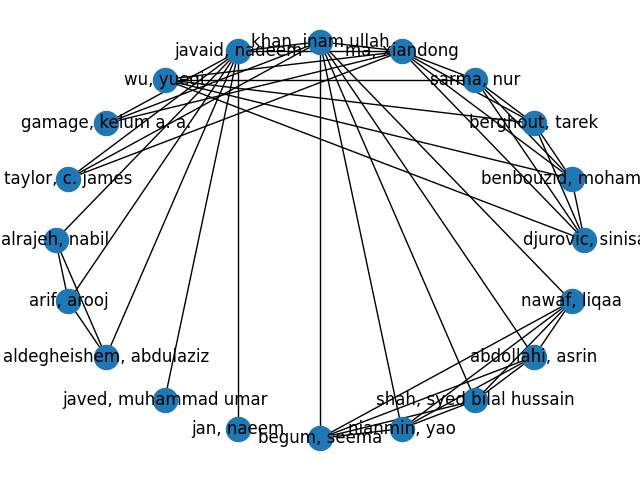 khan, inam ullah
javaid, nadeem
ma, xiandong
wu, yueqi
sarma, nur
gamage, kelum a. a.
berghout, tarek
taylor, c. james
benbouzid, moham
alrajeh, nabil
djurovic, sinisa
arif, arooj
nawaf, liqaa
aldegheishem, abdulaziz
abdollahi, asrin
javed, muhammad umar
shah, syed bilal hussain
jan, naeem
nianmin, yao
begum, seema